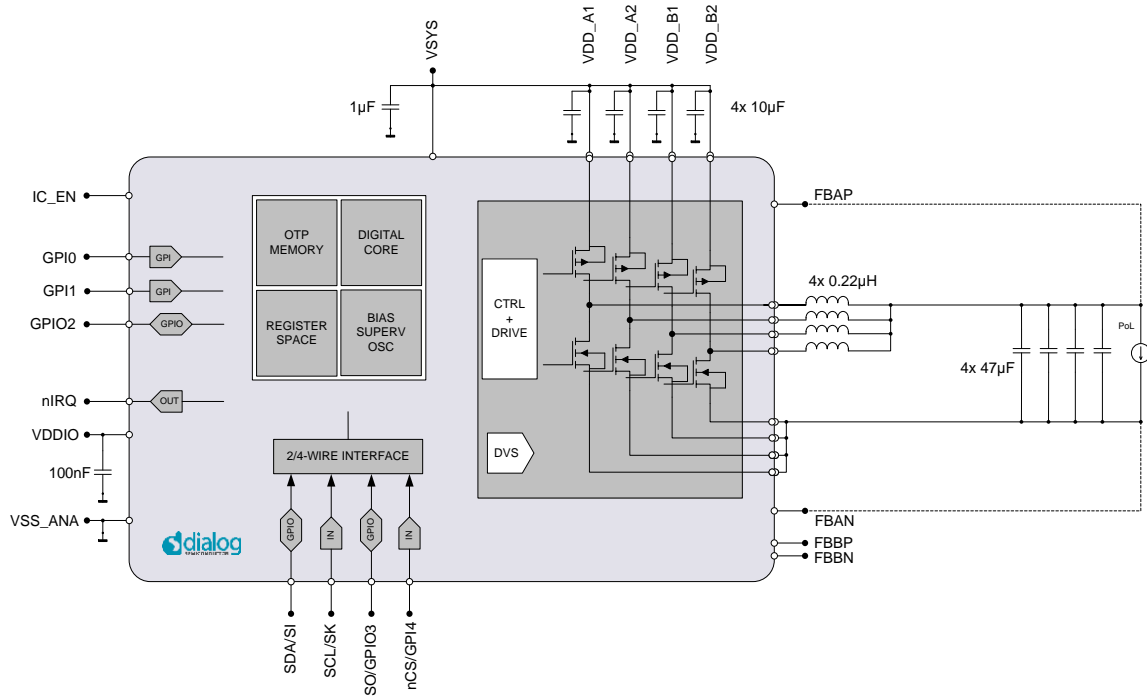 VSYS
VDD_A1
VDD_A2
VDD_B1
VDD_B2
1µF
4x 10µF
IC_EN
GPI0
GPI
GPI1
GPI
GPIO2
GPIO
nIRQ
OUT
VDDIO
100nF
VSS_ANA
OTP
MEMORY
DIGITAL
CORE
REGISTER
SPACE
BIAS
SUPERV
OSC
2/4-WIRE INTERFACE
GPIO
IN
GPIO
IN
SDA/SI
SCL/SK
SO/GPIO3
nCS/GPI4
dialog
SEMICONDUCTOR
CTRL
+
DRIVE
DVS
FBAP
4x 0.22µH
4x 47µF
PoL
FBAN
FBBP
FBBN